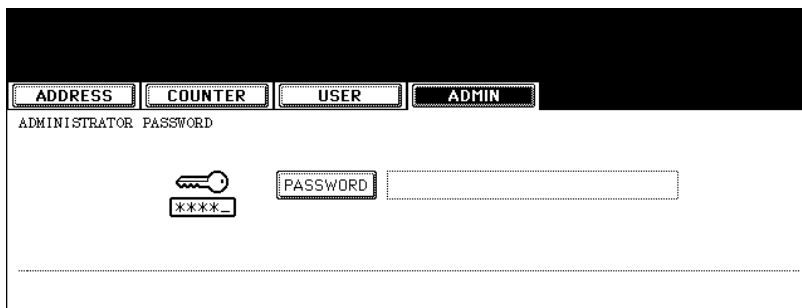 ADDRESS COUNTER USER ADMIN
ADMINISTRATOR PASSWORD
PASSWORD
****_